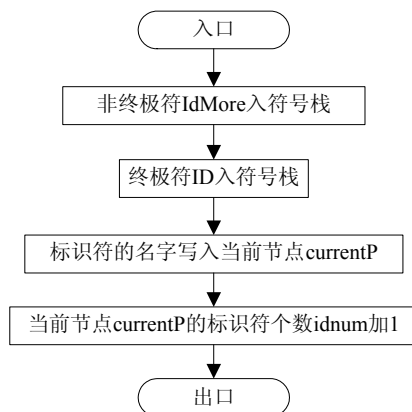 入口
非终极符IdMore入符号栈
终极符ID入符号栈
标识符的名字写入当前节点currentP
当前节点currentP的标识符个数idnum加1
出口